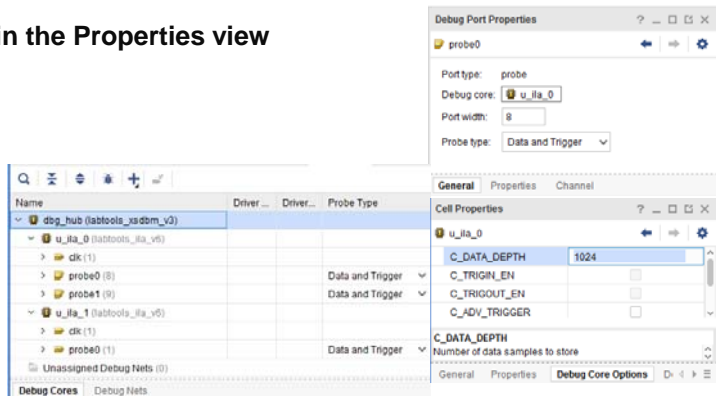 in the Properties view
Debug Port Properties
probe0
Port type: probe
Debug core: u_ila_0
Port width: 8
Probe type: Data and Trigger
General Properties Channel
Name Driver ... Driver... Probe Type
dbg_hub (labtools_xsdbm_v3)
u_ila_0 (labtools_ila_v6)
clk (1)
probe0 (8) Data and Trigger
probe1 (9) Data and Trigger
u_ila_1 (labtools_ila_v6)
clk (1)
probe0 (1) Data and Trigger
Unassigned Debug Nets (0)
Debug Cores Debug Nets
Cell Properties
u_ila_0
C_DATA_DEPTH 1024
C_TRIGIN_EN
C_TRIGOUT_EN
C_ADV_TRIGGER
C_DATA_DEPTH
Number of data samples to store
General Properties Debug Core Options